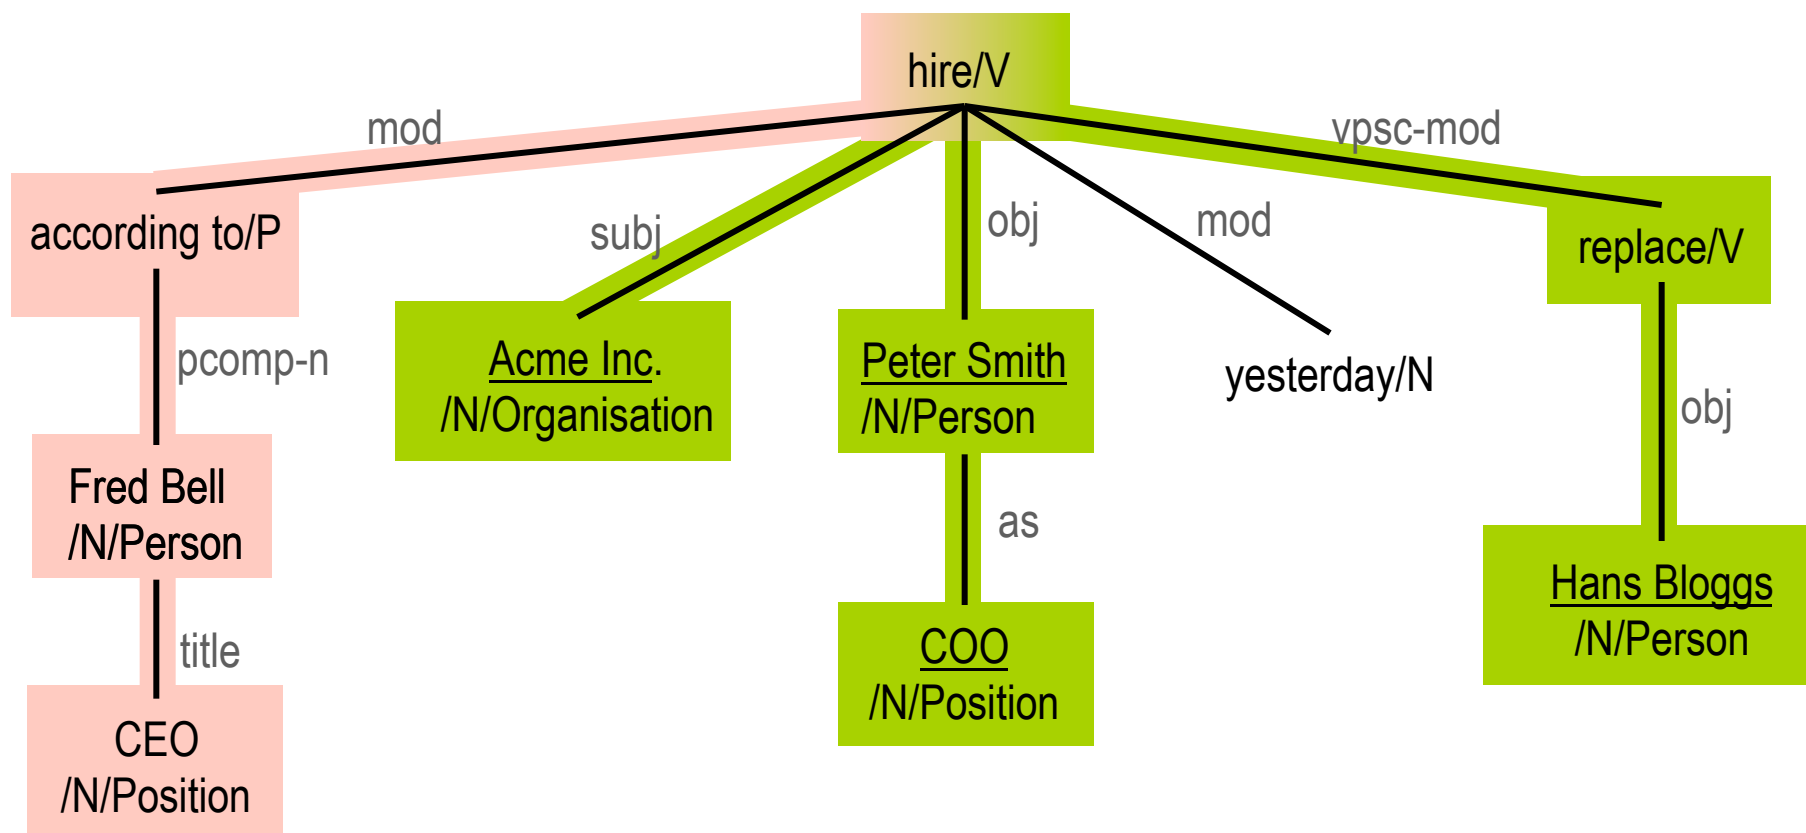 hire/V
mod
vpsc-mod
according to/P
subj
obj
mod
replace/V
pcomp-n
Acme Inc.
/N/Organisation
Peter Smith
/N/Person
yesterday/N
obj
Fred Bell
/N/Person
as
Hans Bloggs
/N/Person
title
COO
/N/Position
CEO
/N/Position